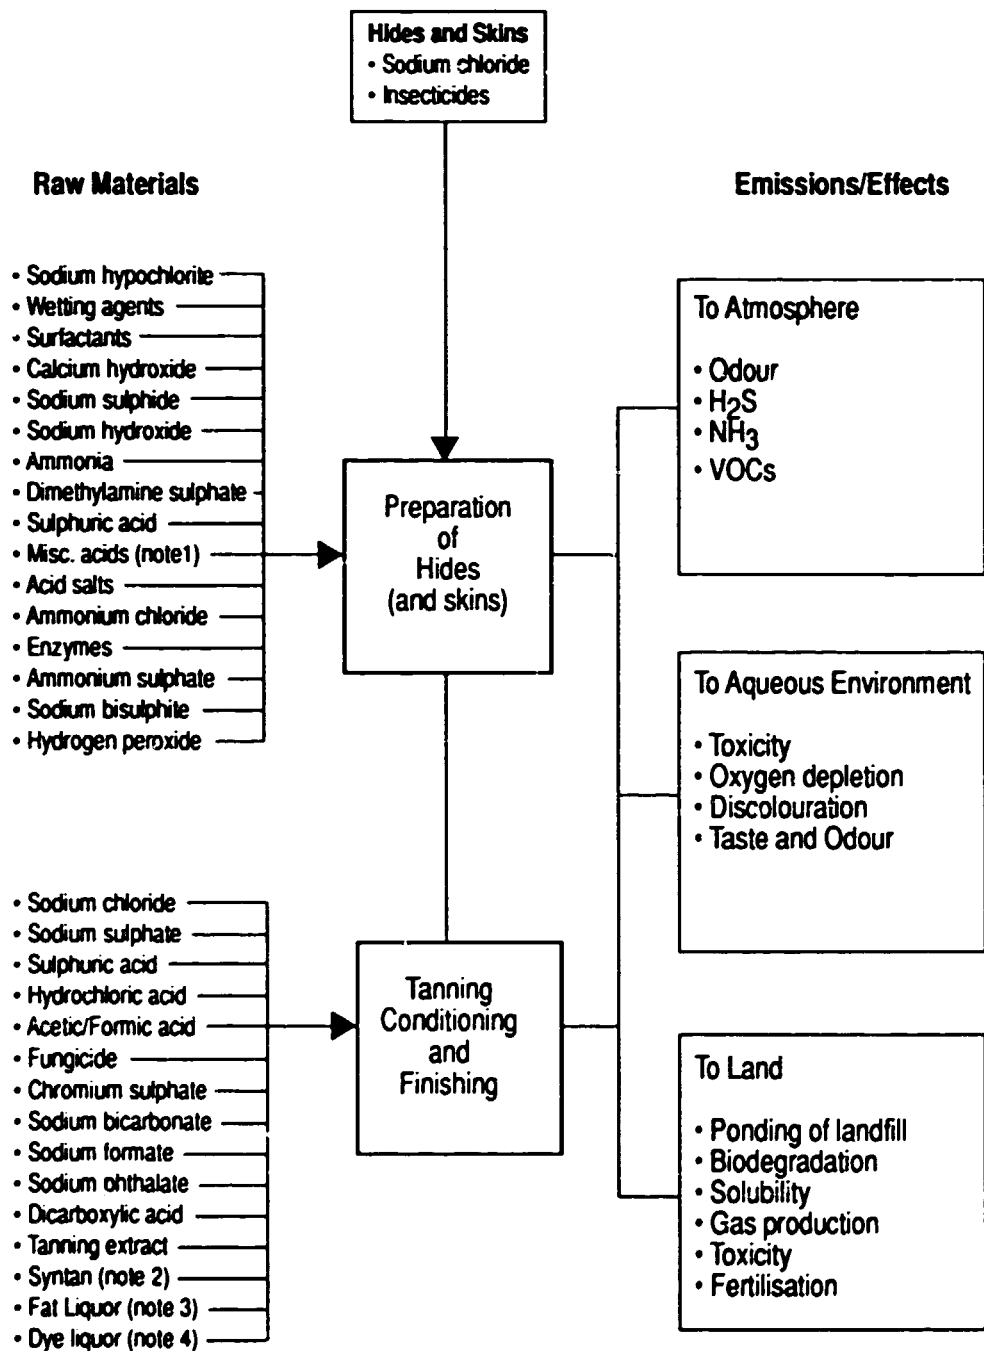 Hides and Skins
• Sodium chloride
• Insecticides
Raw Materials
• Sodium hypochlorite
• Wetting agents
• Surfactants
• Calcium hydroxide
• Sodium sulphide
• Sodium hydroxide
• Ammonia
• Dimethylamine sulphate
• Sulphuric acid
• Misc. acids (note1)
• Acid salts
• Ammonium chloride
• Enzymes
• Ammonium sulphate
• Sodium bisulphite
• Hydrogen peroxide
Preparation
of
Hides
(and skins)
• Sodium chloride
• Sodium sulphate
• Sulphuric acid
• Hydrochloric acid
• Acetic/Formic acid
• Fungicide
• Chromium sulphate
• Sodium bicarbonate
• Sodium formate
• Sodium ohthalate
• Dicarboxylic acid
• Tanning extract
• Syntan (note 2)
• Fat Liquor (note 3)
• Dye liquor (note 4)
Tanning
Conditioning
and
Finishing
Emissions/Effects
To Atmosphere
• Odour
• H2S
• NH3
• VOCs
To Aqueous Environment
• Toxicity
• Oxygen depletion
• Discolouration
• Taste and Odour
To Land
• Ponding of landfill
• Biodegradation
• Solubility
• Gas production
• Toxicity
• Fertilisation